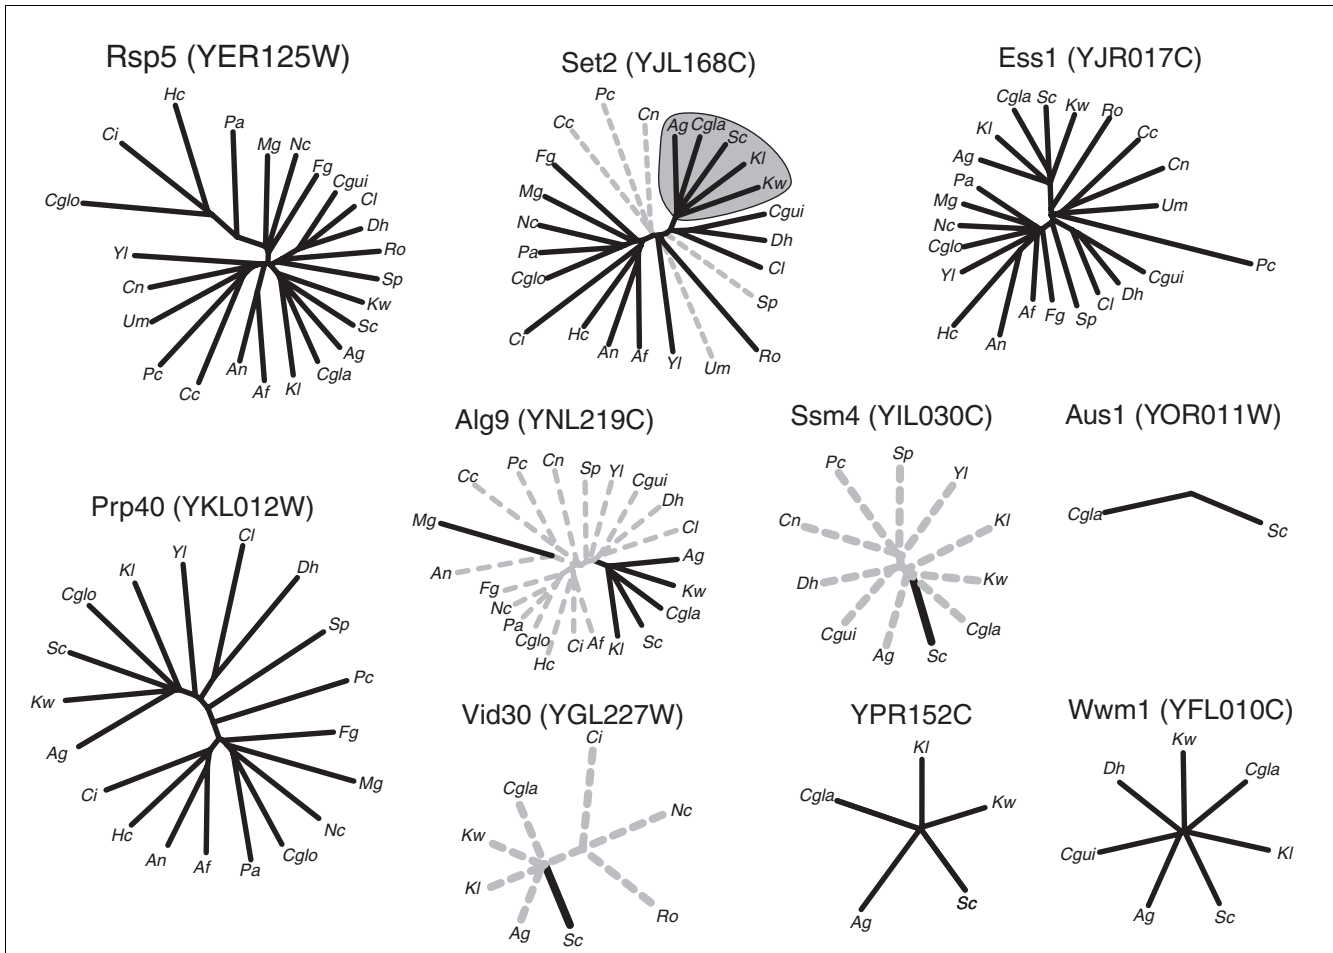 Rsp5 (YER125W)
Hc
Pa
Ci
Mg
Nc
Fg
Cgui
Cl
Cglo
Dh
Yl
Ro
Cn
Sp
Kw
Um
Sc
Ag
Pc
An
Cgla
Cc
Af
Kl
Set2 (YJL168C)
Pc
Cc
Cn
Ag
Cgla
Sc
Fg
Kl
Mg
Kw
Nc
Cgui
Pa
Dh
Cglo
Cl
Sp
Ci
Hc
An
Af
Yl
Um
Ro
Ess1 (YJR017C)
Cgla
Sc
Kw
Ro
Kl
Cc
Ag
Cn
Pa
Mg
Um
Nc
Cglo
Pc
Yl
Cgui
Dh
Cl
Hc
Af
Fg
Sp
An
Alg9 (YNL219C)
Cc
Pc
Cn
Sp
Yl
Cgui
Dh
Mg
Cl
Ag
An
Fg
Kw
Nc
Cgla
Pa
Cglo
Hc
Ci
Af
Kl
Sc
Ssm4 (YIL030C)
Pc
Sp
Yl
Cn
Kl
Dh
Kw
Cgui
Cgla
Ag
Sc
Aus1 (YOR011W)
Cgla
Sc
Prp40 (YKL012W)
Cl
Yl
Kl
Dh
Cglo
Sp
Sc
Pc
Kw
Fg
Ag
Mg
Ci
Nc
Hc
Cglo
An
Af
Pa
Vid30 (YGL227W)
Ci
Cgla
Nc
Kw
Kl
Ro
Ag
Sc
YPR152C
Kl
Cgla
Kw
Sc
Ag
Wwm1 (YFL010C)
Kw
Dh
Cgla
Cgui
Kl
Ag
Sc